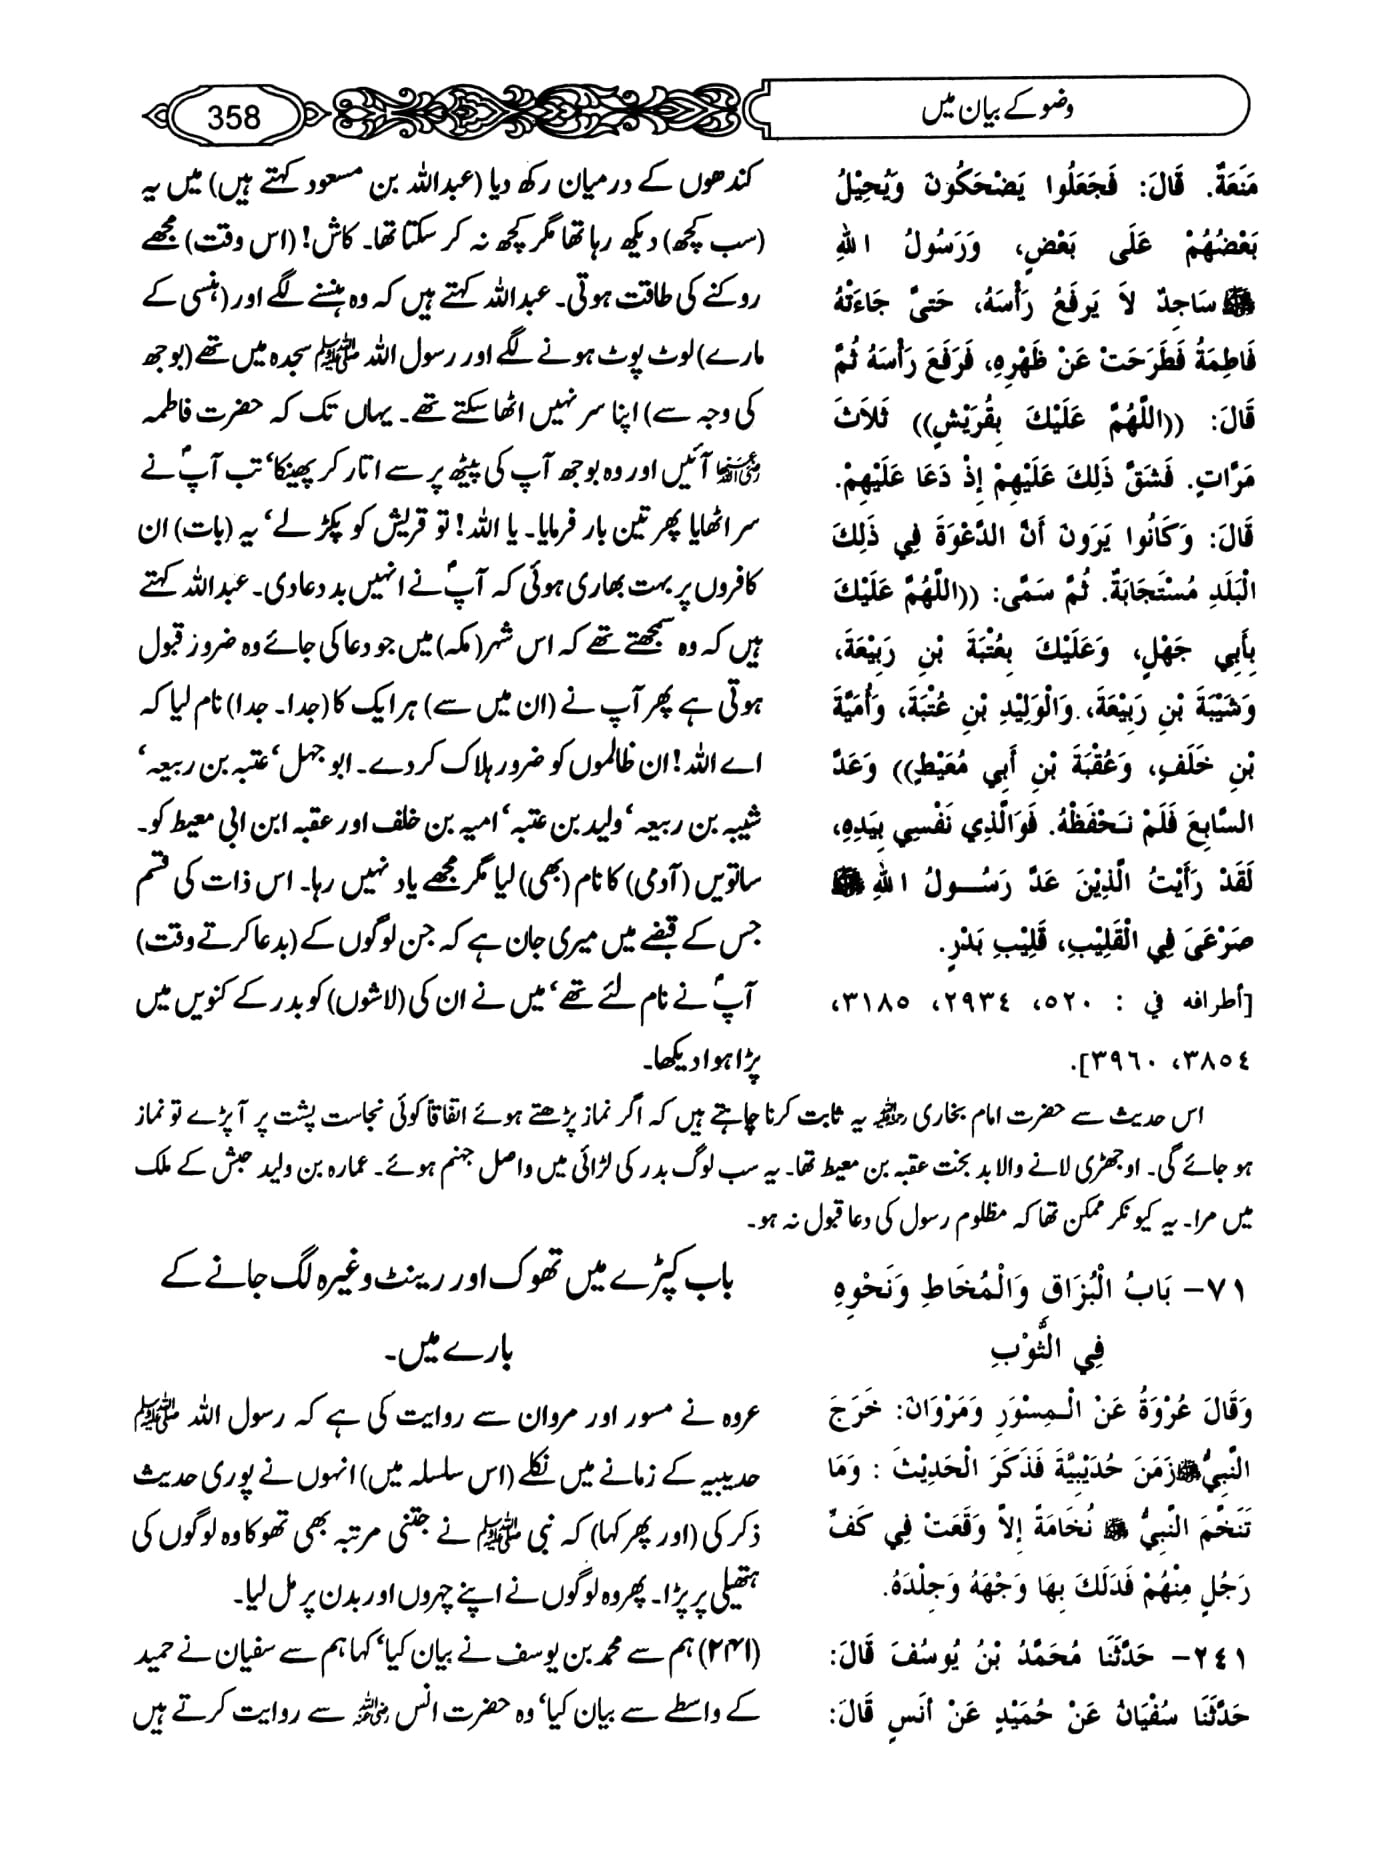 وضو کے بیان میں
358
مَنَعَةٌ. قَالَ: فَجَعَلُوا يَضْحَكُوْنَ وَيُحِيْلُ
بَعْضُهُمْ عَلَى بَعْضٍ، وَرَسُولُ اللهِ
ﷺ سَاجِدٌ لاَ يَرفَعُ رَأْسَهُ، حَتىَّ جَاءَتْهُ
فَاطِمَةُ فَطَرَحَتْ عَنْ ظَهْرِهِ، فَرَفَعَ رَأْسَهُ ثُمَّ
قَالَ: ((اللَّهُمَّ عَلَيْكَ بِقُرَيْشٍ)) ثَلاَثَ
مَرَّاتٍ. فَشَقَّ ذَلِكَ عَلَيْهِمْ إِذْ دَعَا عَلَيْهِمْ.
قَالَ: وَكَانُوا يَرَونَ أَنَّ الدَّعْوَةَ فِي ذَلِكَ
الْبَلَدِ مُسْتَجَابَةٌ. ثُمَّ سَمَّى: ((اللَّهُمَّ عَلَيْكَ
بِأَبِي جَهْلٍ، وَعَلَيْكَ بِعُتْبَةَ بْنِ رَبِيْعَةَ،
وَشَيْبَةَ بْنِ رَبِيْعَةَ، وَالْوَلِيْدِ بْنِ عُتْبَةَ، وَأُمَيَّةَ
بْنِ خَلَفٍ، وَعُقْبَةَ بْنِ أَبِي مُعَيْطٍ)) وَعَدَّ
السَّابِعَ فَلَمْ نَحْفَظْهُ. فَوَالَّذِي نَفْسِي بِيَدِهِ،
لَقَدْ رَأَيْتُ الَّذِيْنَ عَدَّ رَسُـولُ اللهِ ﷺ
صَرْعَىَ فِي الْقَلِيْبِ، قَلِيْبِ بَدْرٍ.
[أطرافه في : ٥٢٠، ٢٩٣٤، ٣١٨٥،
٣٨٥٤، ٣٩٦٠].
کندھوں کے درمیان رکھ دیا (عبداللہ بن مسعود کہتے ہیں) میں یہ
(سب کچھ) دیکھ رہا تھا مگر کچھ نہ کر سکتا تھا۔ کاش! (اس وقت) مجھے
روکنے کی طاقت ہوتی۔ عبداللہ کہتے ہیں کہ وہ ہنسنے لگے اور (ہنسی کے
مارے) لوٹ پوٹ ہونے لگے اور رسول اللہ ﷺ سجدہ میں تھے (بوجھ
کی وجہ سے) اپنا سر نہیں اٹھا سکتے تھے۔ یہاں تک کہ حضرت فاطمہ
رضی اللہ عنہا آئیں اور وہ بوجھ آپ کی پیٹھ پر سے اتار کر پھینکا‘ تب آپؐ نے
سر اٹھایا پھر تین بار فرمایا۔ یا اللہ! تو قریش کو پکڑ لے‘ یہ (بات) ان
کافروں پر بہت بھاری ہوئی کہ آپؐ نے انہیں بد دعا دی۔ عبداللہ کہتے
ہیں کہ وہ سمجھتے تھے کہ اس شہر (مکہ) میں جو دعا کی جائے وہ ضرور قبول
ہوتی ہے پھر آپ نے (ان میں سے) ہر ایک کا (جدا۔ جدا) نام لیا کہ
اے اللہ! ان ظالموں کو ضرور ہلاک کر دے۔ ابو جہل‘ عتبہ بن ربیعہ‘
شیبہ بن ربیعہ‘ ولید بن عتبہ‘ امیہ بن خلف اور عقبہ ابن ابی معیط کو۔
ساتویں (آدمی) کا نام (بھی) لیا مگر مجھے یاد نہیں رہا۔ اس ذات کی قسم
جس کے قبضے میں میری جان ہے کہ جن لوگوں کے (بد دعا کرتے وقت)
آپؐ نے نام لئے تھے‘ میں نے ان کی (لاشوں) کو بدر کے کنویں میں
پڑا ہوا دیکھا۔
اس حدیث سے حضرت امام بخاری رحمہ اللہ یہ ثابت کرنا چاہتے ہیں کہ اگر نماز پڑھتے ہوئے اتفاقاً کوئی نجاست پشت پر آ پڑے تو نماز
ہو جائے گی۔ اوجھڑی لانے والا بد بخت عقبہ بن معیط تھا۔ یہ سب لوگ بدر کی لڑائی میں واصل جہنم ہوئے۔ عمارہ بن ولید حبش کے ملک
میں مرا۔ یہ کیونکر ممکن تھا کہ مظلوم رسول کی دعا قبول نہ ہو۔
٧١- بَابُ الْبُزَاقِ وَالْمُخَاطِ وَنَحْوِهِ
فِي الثَّوْبِ
وَقَالَ عُرْوَةُ عَنْ الْـمِسْوَرِ وَمَرْوَانَ: خَرَجَ
النَّبِيُّ ﷺ زَمَنَ حُدَيْبِيَّةَ فَذَكَرَ الْحَدِيْثَ : وَمَا
تَنَخَّمَ النَّبِيُّ ﷺ نُخَامَةً إِلاَّ وَقَعَتْ فِي كَفِّ
رَجُلٍ مِنْهُمْ فَدَلَكَ بِهَا وَجْهَهُ وَجِلْدَهُ.
٢٤١- حَدَّثَنَا مُحَمَّدُ بْنُ يُوسُفَ قَالَ:
حَدَّثَنَا سُفْيَانُ عَنْ حُمَيْدٍ عَنْ أَنَسٍ قَالَ:
باب کپڑے میں تھوک اور رینٹ وغیرہ لگ جانے کے
بارے میں۔
عروہ نے مسور اور مروان سے روایت کی ہے کہ رسول اللہ ﷺ
حدیبیہ کے زمانے میں نکلے (اس سلسلہ میں) انہوں نے پوری حدیث
ذکر کی (اور پھر کہا) کہ نبی ﷺ نے جتنی مرتبہ بھی تھوکا وہ لوگوں کی
ہتھیلی پر پڑا۔ پھر وہ لوگوں نے اپنے چہروں اور بدن پر مل لیا۔
(۲۴۱) ہم سے محمد بن یوسف نے بیان کیا‘ کہا ہم سے سفیان نے حمید
کے واسطے سے بیان کیا‘ وہ حضرت انس رضی اللہ عنہ سے روایت کرتے ہیں